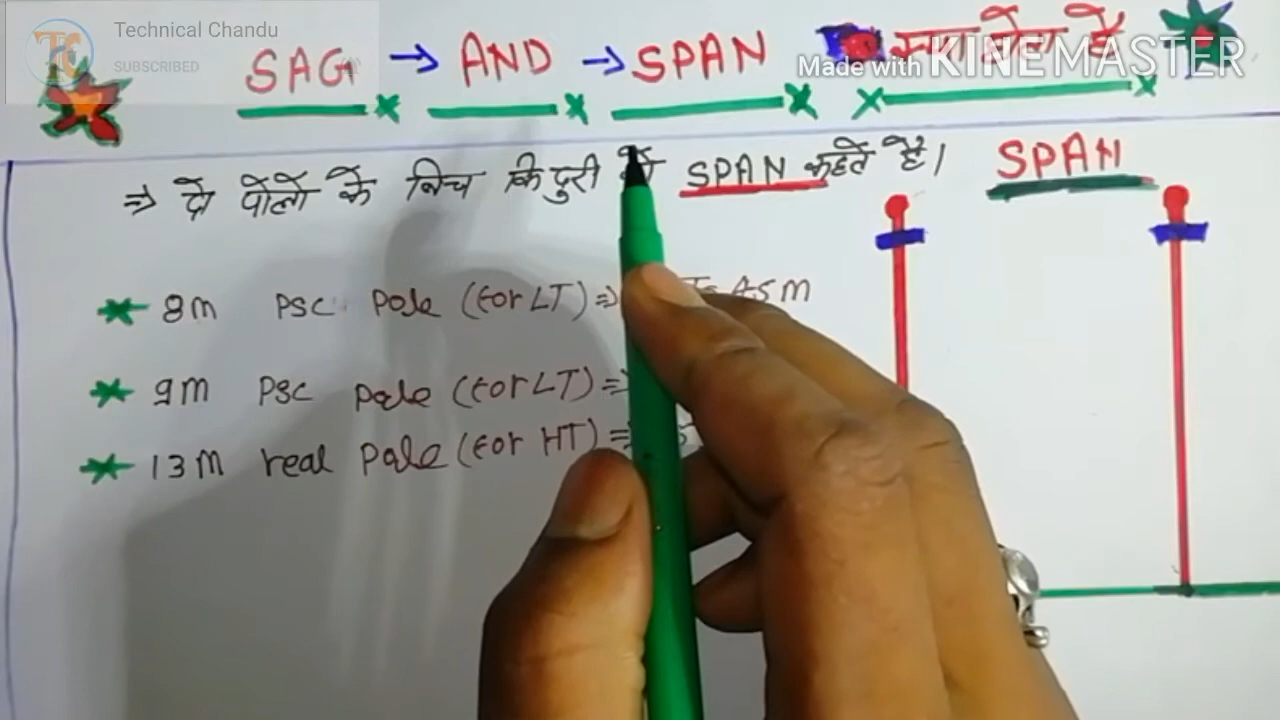 Technical Chandu
SUBSCRIBED
SAG → AND → SPAN क्या होता है
Made with KINEMASTER
⇒ दो पोलो के बिच कि दुरी को SPAN कहते है।
SPAN
* 8m PSC Pole (for LT) ⇒ 45m
* 9m PSC Pole (for LT) ⇒
* 13m real Pole (for HT) ⇒